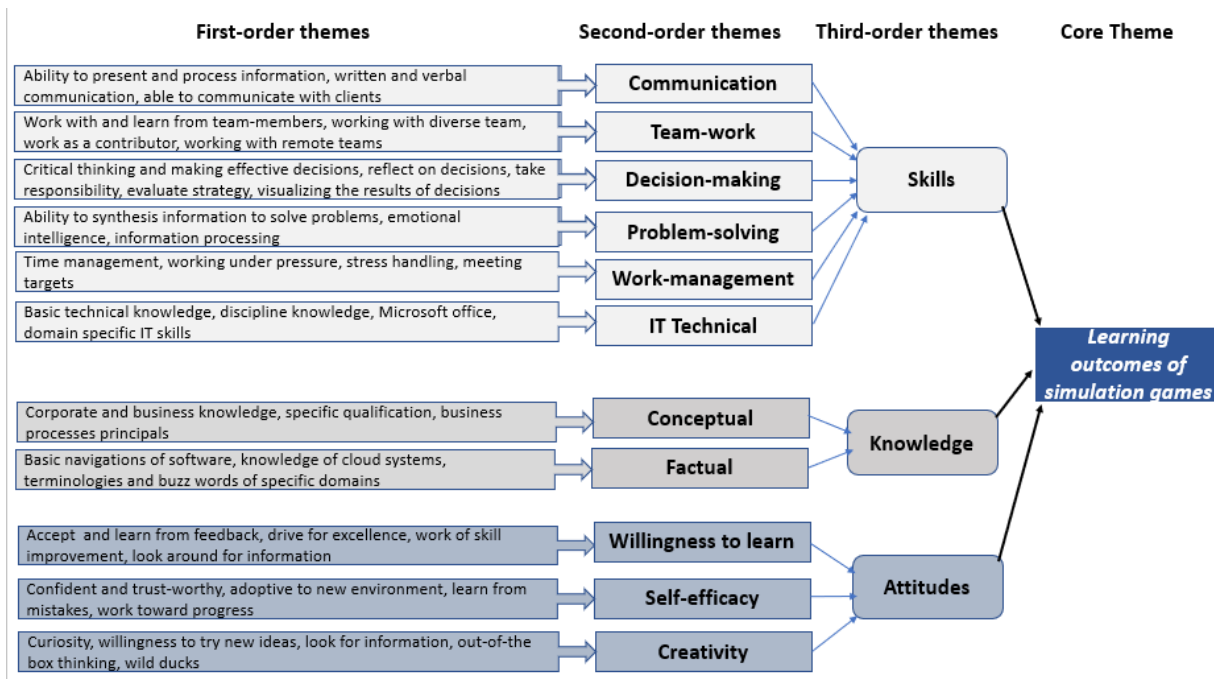 First-order themes
Second-order themes
Third-order themes
Core Theme
Ability to present and process information, written and verbal
communication, able to communicate with clients
Communication
Work with and learn from team-members, working with diverse team,
work as a contributor, working with remote teams
Team-work
Critical thinking and making effective decisions, reflect on decisions, take
responsibility, evaluate strategy, visualizing the results of decisions
Decision-making
Ability to synthesis information to solve problems, emotional
intelligence, information processing
Problem-solving
Time management, working under pressure, stress handling, meeting
targets
Work-management
Basic technical knowledge, discipline knowledge, Microsoft office,
domain specific IT skills
IT Technical
Skills
Corporate and business knowledge, specific qualification, business
processes principals
Conceptual
Basic navigations of software, knowledge of cloud systems,
terminologies and buzz words of specific domains
Factual
Knowledge
Accept and learn from feedback, drive for excellence, work of skill
improvement, look around for information
Willingness to learn
Confident and trust-worthy, adoptive to new environment, learn from
mistakes, work toward progress
Self-efficacy
Curiosity, willingness to try new ideas, look for information, out-of-the
box thinking, wild ducks
Creativity
Attitudes
Learning
outcomes of
simulation games